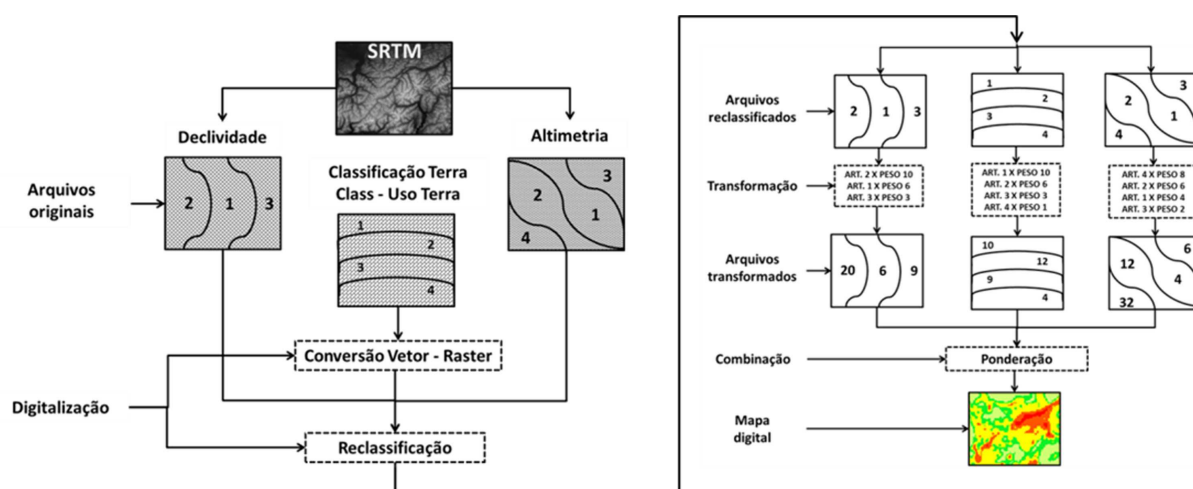 SRTM
Declividade
Altimetria
Classificação Terra
Class - Uso Terra
Arquivos
originais
2
1
3
1
2
3
4
3
2
1
4
Conversão Vetor - Raster
Digitalização
Reclassificação
Arquivos
reclassificados
2
1
3
1
2
3
4
3
2
1
4
Transformação
ART. 2 X PESO 10
ART. 1 X PESO 6
ART. 3 X PESO 3
ART. 1 X PESO 10
ART. 2 X PESO 6
ART. 3 X PESO 3
ART. 4 X PESO 1
ART. 4 X PESO 8
ART. 2 X PESO 6
ART. 1 X PESO 4
ART. 3 X PESO 2
Arquivos
transformados
20
6
9
10
12
9
4
6
12
4
32
Combinação
Ponderação
Mapa
digital